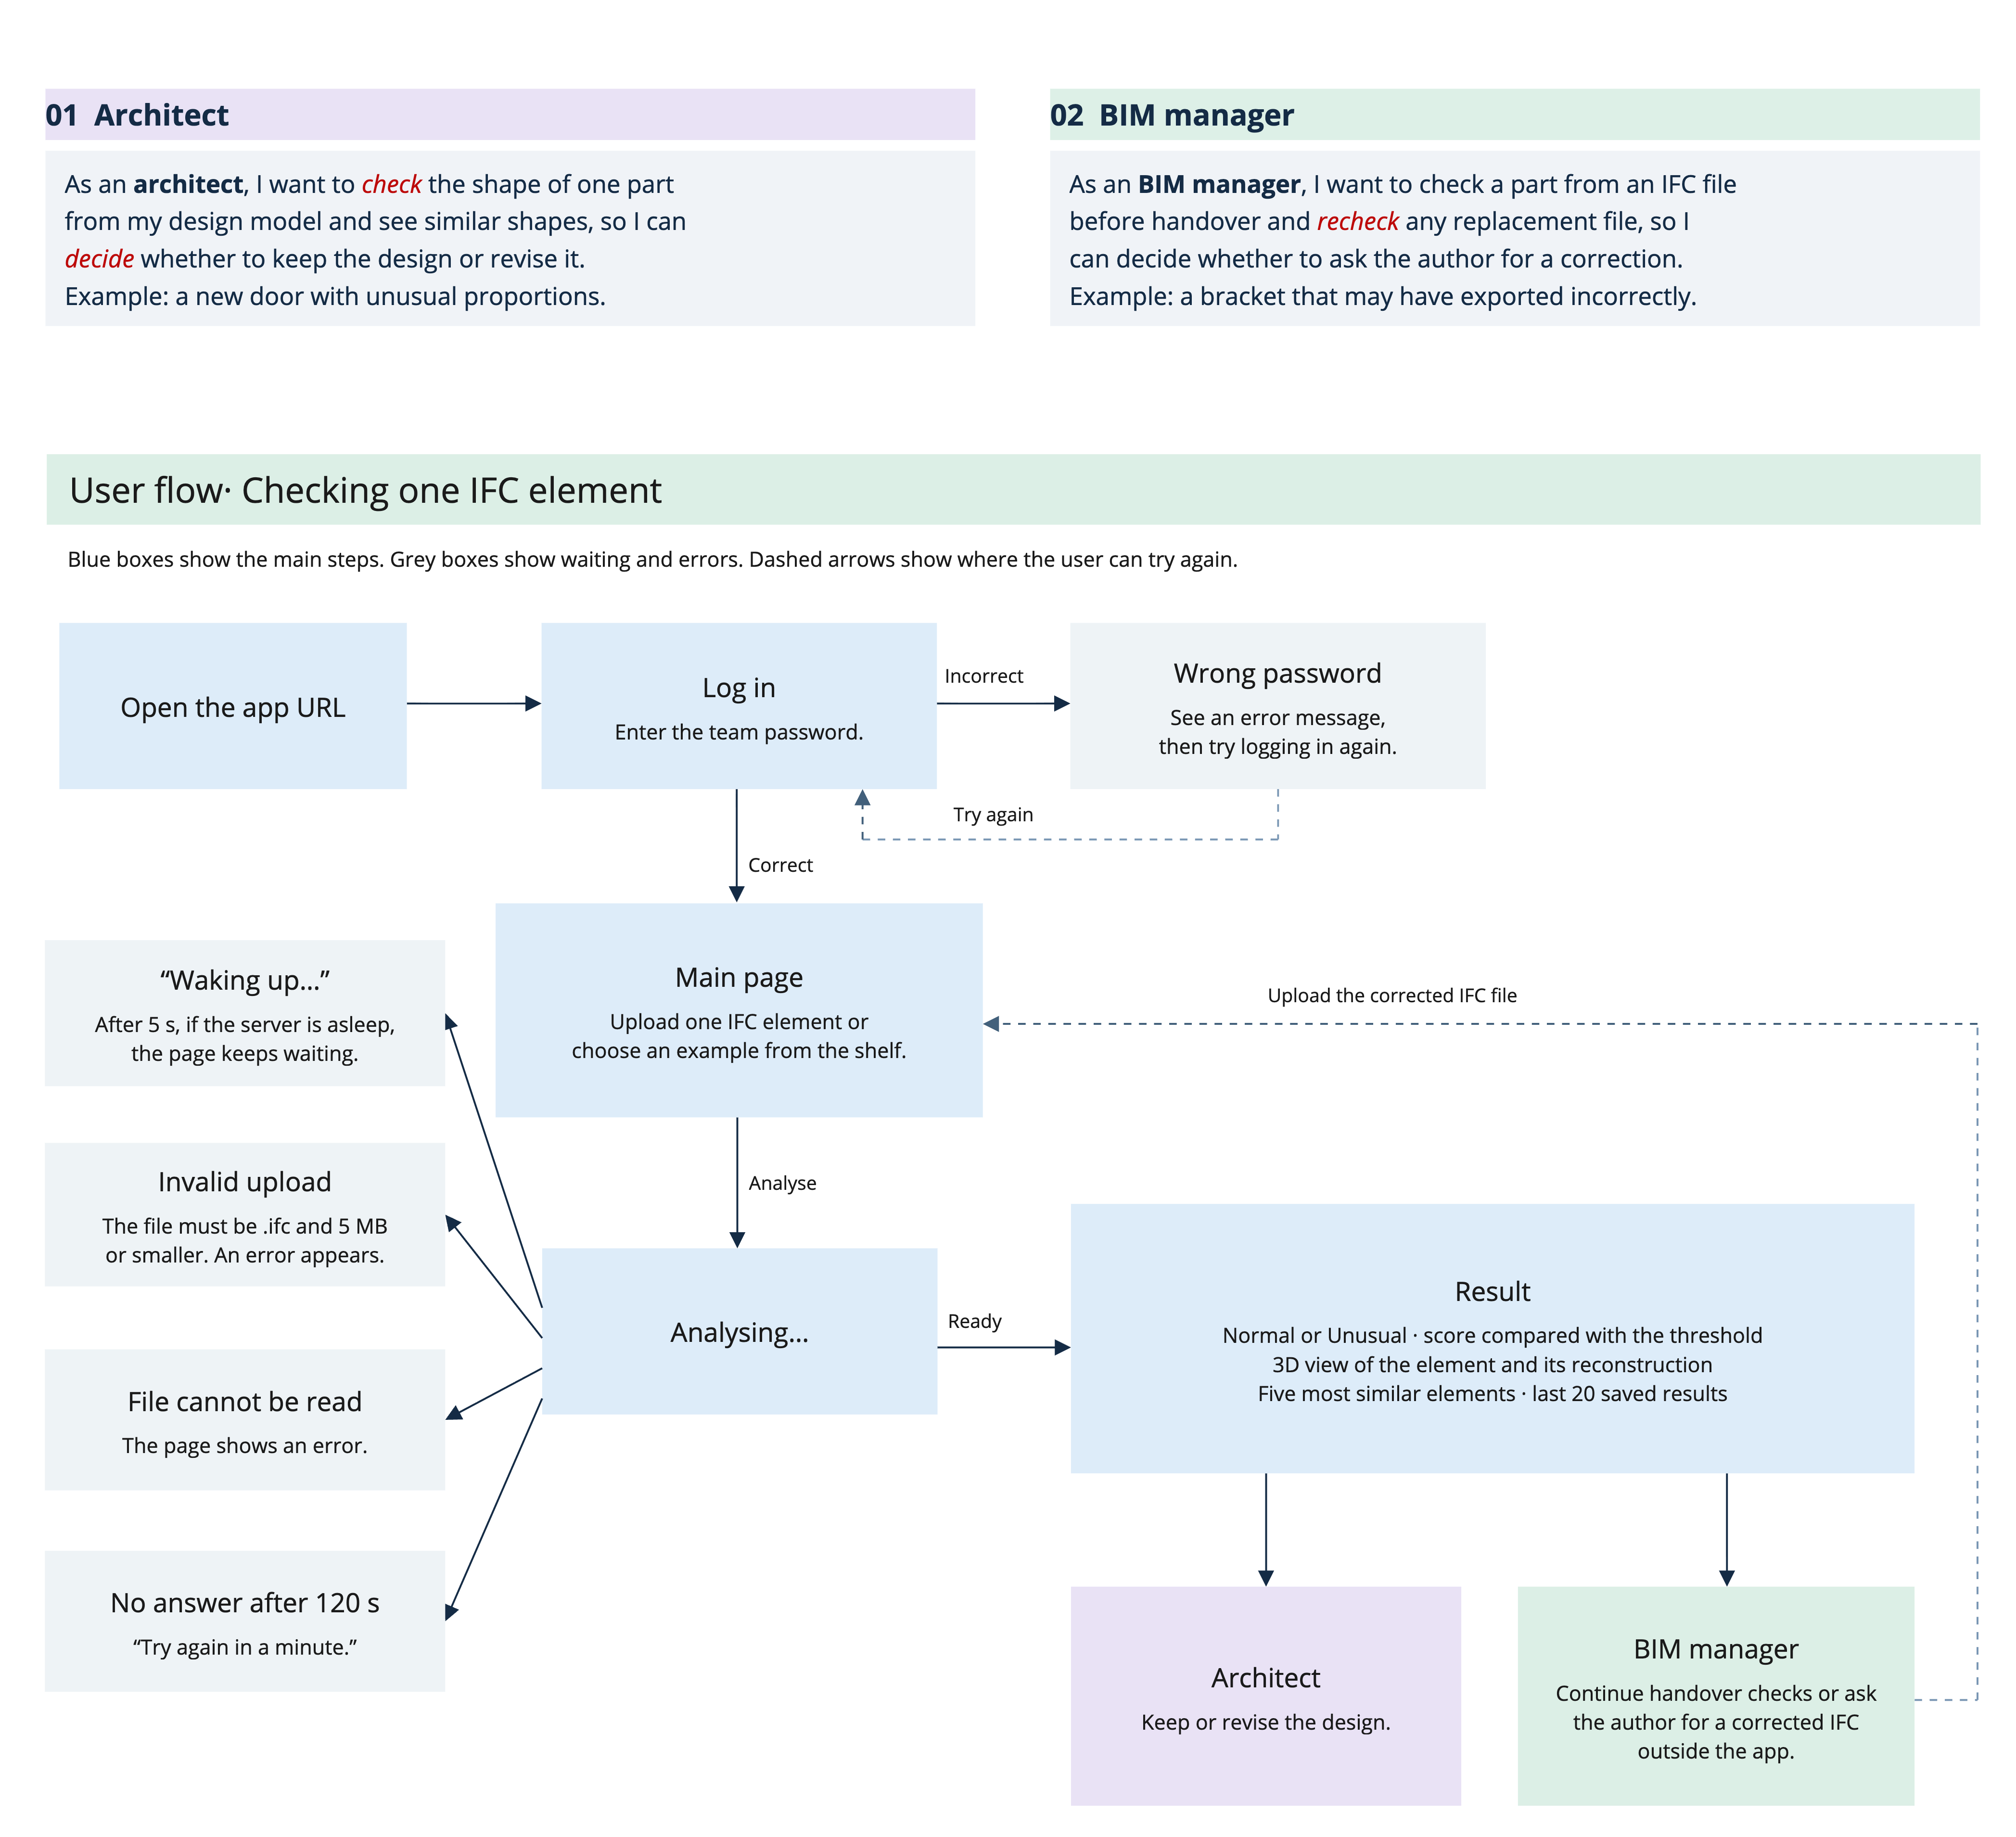 01 Architect
As an architect, I want to check the shape of one part
from my design model and see similar shapes, so I can
decide whether to keep the design or revise it.
Example: a new door with unusual proportions.
02 BIM manager
As an BIM manager, I want to check a part from an IFC file
before handover and recheck any replacement file, so I
can decide whether to ask the author for a correction.
Example: a bracket that may have exported incorrectly.
User flow· Checking one IFC element
Blue boxes show the main steps. Grey boxes show waiting and errors. Dashed arrows show where the user can try again.
Open the app URL
Log in
Enter the team password.
Incorrect
Wrong password
See an error message,
then try logging in again.
Try again
Correct
Main page
Upload one IFC element or
choose an example from the shelf.
Upload the corrected IFC file
“Waking up…”
After 5 s, if the server is asleep,
the page keeps waiting.
Invalid upload
The file must be .ifc and 5 MB
or smaller. An error appears.
Analyse
Analysing…
Ready
Result
Normal or Unusual · score compared with the threshold
3D view of the element and its reconstruction
Five most similar elements · last 20 saved results
File cannot be read
The page shows an error.
No answer after 120 s
“Try again in a minute.”
Architect
Keep or revise the design.
BIM manager
Continue handover checks or ask
the author for a corrected IFC
outside the app.